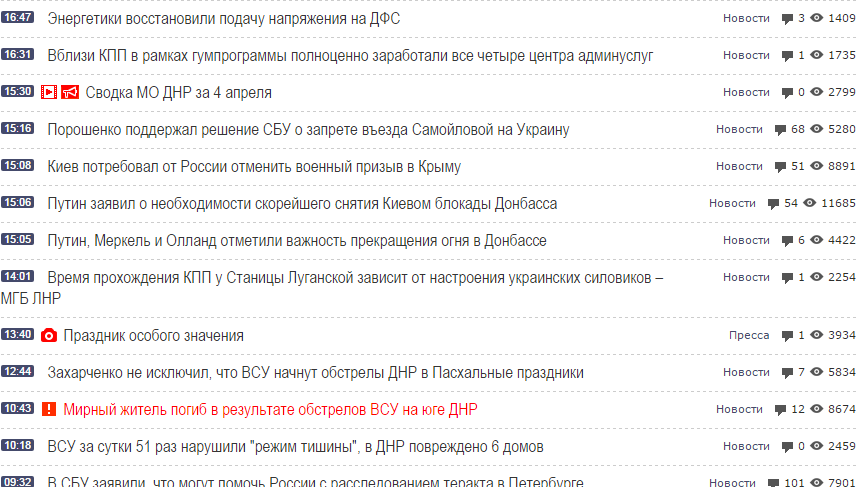 16:47 Энергетики восстановили подачу напряжения на ДФС Новости 3 1409
16:31 Вблизи КПП в рамках гумпрограммы полноценно заработали все четыре центра админуслуг Новости 1 1735
15:30 Сводка МО ДНР за 4 апреля Новости 0 2799
15:16 Порошенко поддержал решение СБУ о запрете въезда Самойловой на Украину Новости 68 5280
15:08 Киев потребовал от России отменить военный призыв в Крыму Новости 51 8891
15:06 Путин заявил о необходимости скорейшего снятия Киевом блокады Донбасса Новости 54 11685
15:05 Путин, Меркель и Олланд отметили важность прекращения огня в Донбассе Новости 6 4422
14:01 Время прохождения КПП у Станицы Луганской зависит от настроения украинских силовиков – Новости 1 2254
МГБ ЛНР
13:40 Праздник особого значения Пресса 1 3934
12:44 Захарченко не исключил, что ВСУ начнут обстрелы ДНР в Пасхальные праздники Новости 7 5834
10:43 Мирный житель погиб в результате обстрелов ВСУ на юге ДНР Новости 12 8674
10:18 ВСУ за сутки 51 раз нарушили "режим тишины", в ДНР повреждено 6 домов Новости 0 2459
09:32 В СБУ заявили, что могут помочь России с расследованием теракта в Петербурге Новости 101 7901